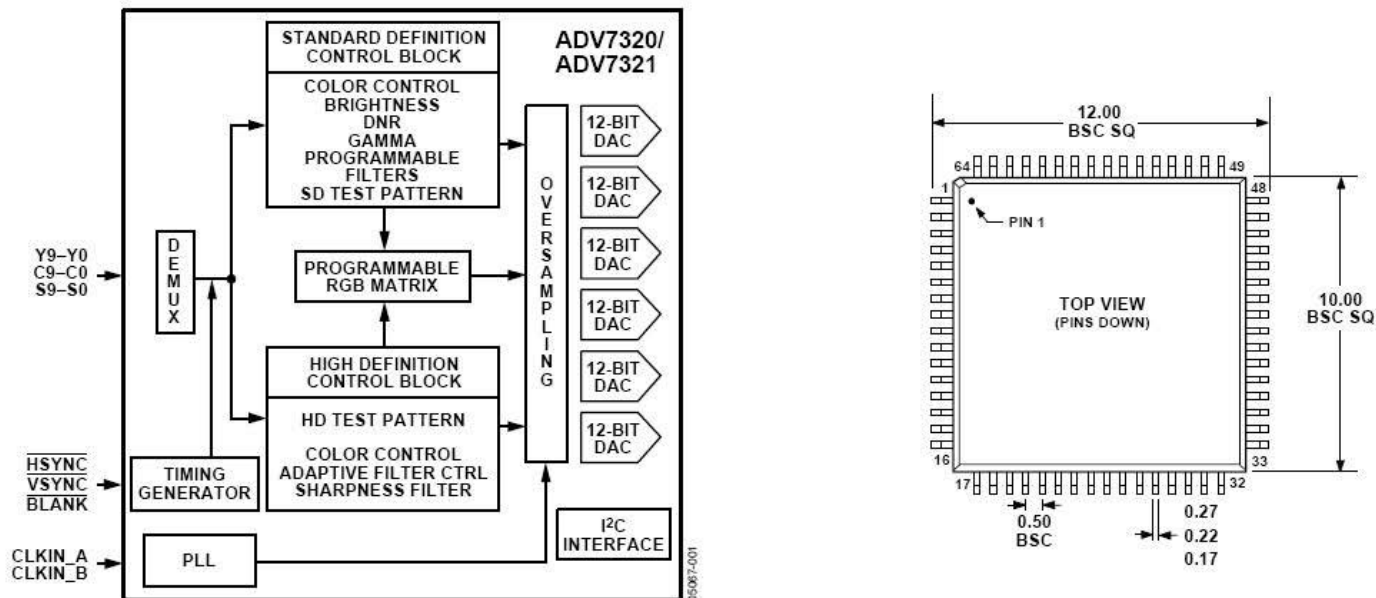 STANDARD DEFINITION
CONTROL BLOCK
COLOR CONTROL
BRIGHTNESS
DNR
GAMMA
PROGRAMMABLE
FILTERS
SD TEST PATTERN
ADV7320/
ADV7321
DEMUX
Y9–Y0
C9–C0
S9–S0
PROGRAMMABLE
RGB MATRIX
HIGH DEFINITION
CONTROL BLOCK
HD TEST PATTERN
COLOR CONTROL
ADAPTIVE FILTER CTRL
SHARPNESS FILTER
OVERSAMPLING
12-BIT
DAC
12-BIT
DAC
12-BIT
DAC
12-BIT
DAC
12-BIT
DAC
12-BIT
DAC
HSYNC
VSYNC
BLANK
TIMING
GENERATOR
CLKIN_A
CLKIN_B
PLL
I²C
INTERFACE
05067-001
12.00
BSC SQ
64
49
1
48
PIN 1
TOP VIEW
(PINS DOWN)
10.00
BSC SQ
16
33
17
32
0.50
BSC
0.27
0.22
0.17